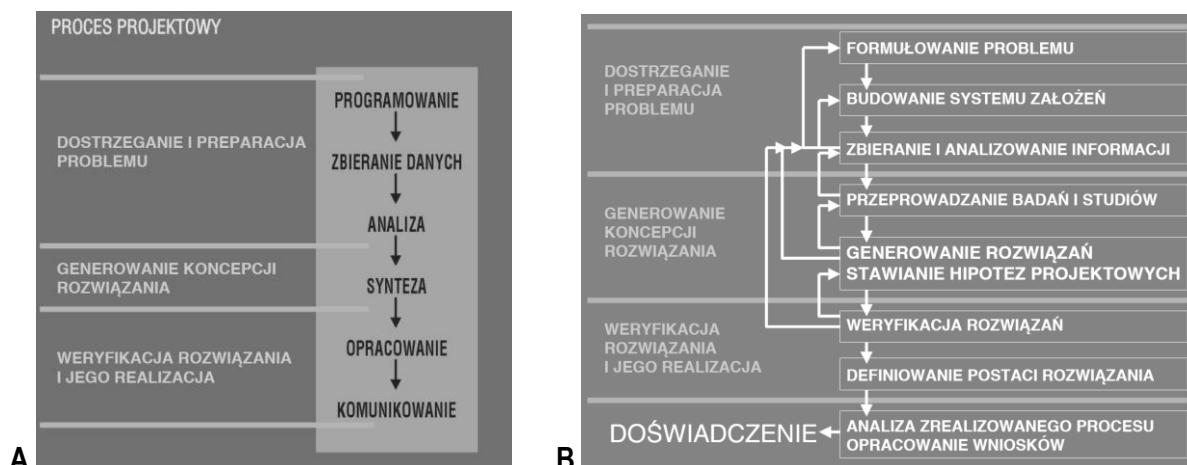 PROCES PROJEKTOWY
DOSTRZEGANIE I PREPARACJA
PROBLEMU
GENEROWANIE KONCEPCJI
ROZWIĄZANIA
WERYFIKACJA ROZWIĄZANIA
I JEGO REALIZACJA
PROGRAMOWANIE
ZBIERANIE DANYCH
ANALIZA
SYNTEZA
OPRACOWANIE
KOMUNIKOWANIE
A
DOSTRZEGANIE
I PREPARACJA
PROBLEMU
GENEROWANIE
KONCEPCJI
ROZWIĄZANIA
WERYFIKACJA
ROZWIĄZANIA
I JEGO REALIZACJA
FORMUŁOWANIE PROBLEMU
BUDOWANIE SYSTEMU ZAŁOŻEŃ
ZBIERANIE I ANALIZOWANIE INFORMACJI
PRZEPROWADZANIE BADAŃ I STUDIÓW
GENEROWANIE ROZWIĄZAŃ
STAWIANIE HIPOTEZ PROJEKTOWYCH
WERYFIKACJA ROZWIĄZAŃ
DEFINIOWANIE POSTACI ROZWIĄZANIA
DOŚWIADCZENIE
ANALIZA ZREALIZOWANEGO PROCESU
OPRACOWANIE WNIOSKÓW
B